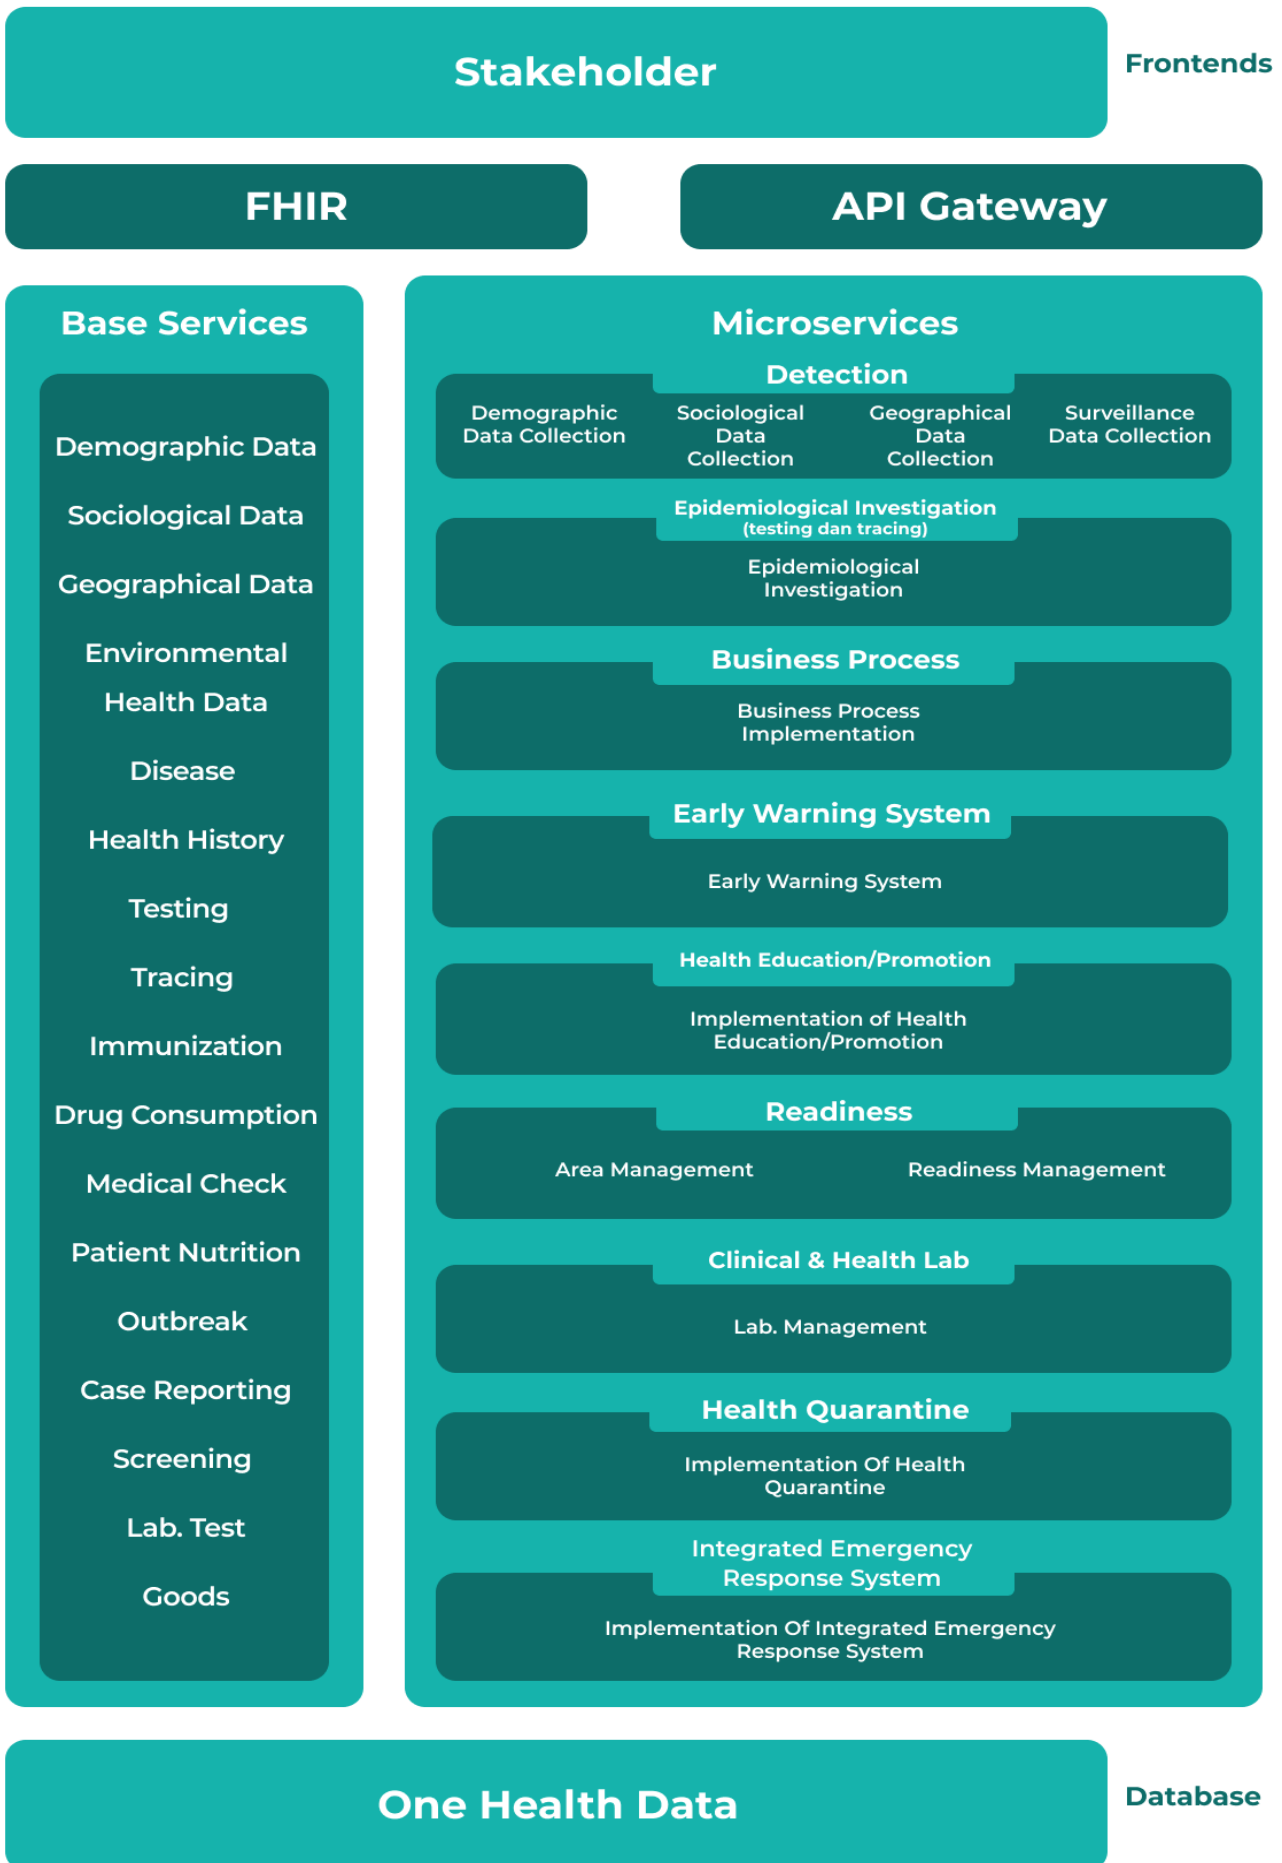 Stakeholder
Frontends
FHIR
API Gateway
Base Services
Demographic Data
Sociological Data
Geographical Data
Environmental
Health Data
Disease
Health History
Testing
Tracing
Immunization
Drug Consumption
Medical Check
Patient Nutrition
Outbreak
Case Reporting
Screening
Lab. Test
Goods
Microservices
Detection
Demographic
Data Collection
Sociological
Data
Collection
Geographical
Data
Collection
Surveillance
Data Collection
Epidemiological Investigation
(testing dan tracing)
Epidemiological
Investigation
Business Process
Business Process
Implementation
Early Warning System
Early Warning System
Health Education/Promotion
Implementation of Health
Education/Promotion
Readiness
Area Management
Readiness Management
Clinical & Health Lab
Lab. Management
Health Quarantine
Implementation Of Health
Quarantine
Integrated Emergency
Response System
Implementation Of Integrated Emergency
Response System
One Health Data
Database